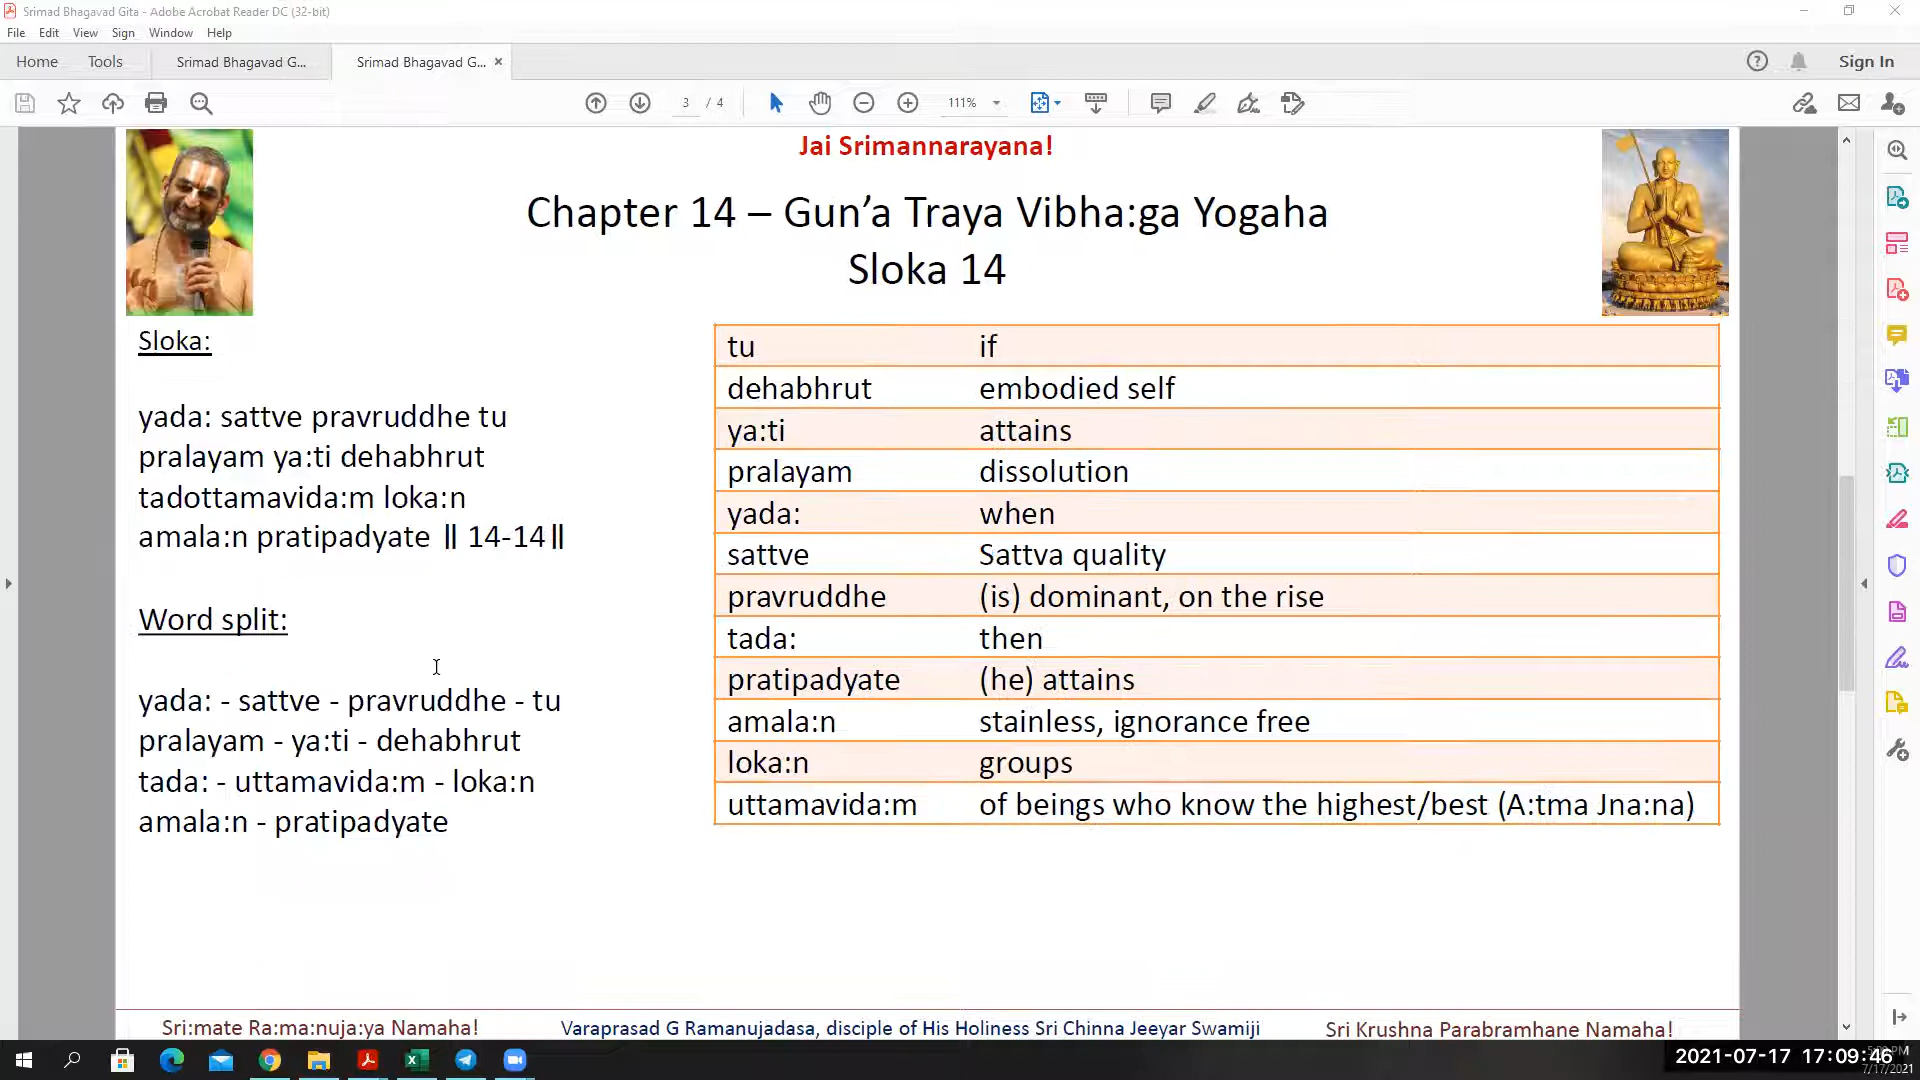 Srimad Bhagavad Gita - Adobe Acrobat Reader DC (32-bit)
File Edit View Sign Window Help
Home Tools Srimad Bhagavad G... Srimad Bhagavad G... × Sign In
3 / 4 111%
Jai Srimannarayana!
Chapter 14 – Gun’a Traya Vibha:ga Yogaha
Sloka 14
Sloka:
yada: sattve pravruddhe tu
pralayam ya:ti dehabhrut
tadottamavida:m loka:n
amala:n pratipadyate ǁ 14-14ǁ
Word split:
yada: - sattve - pravruddhe - tu
pralayam - ya:ti - dehabhrut
tada: - uttamavida:m - loka:n
amala:n - pratipadyate
tu if
dehabhrut embodied self
ya:ti attains
pralayam dissolution
yada: when
sattve Sattva quality
pravruddhe (is) dominant, on the rise
tada: then
pratipadyate (he) attains
amala:n stainless, ignorance free
loka:n groups
uttamavida:m of beings who know the highest/best (A:tma Jna:na)
Sri:mate Ra:ma:nuja:ya Namaha! Varaprasad G Ramanujadasa, disciple of His Holiness Sri Chinna Jeeyar Swamiji Sri Krushna Parabramhane Namaha!
2021-07-17 17:09:46
7/17/2021